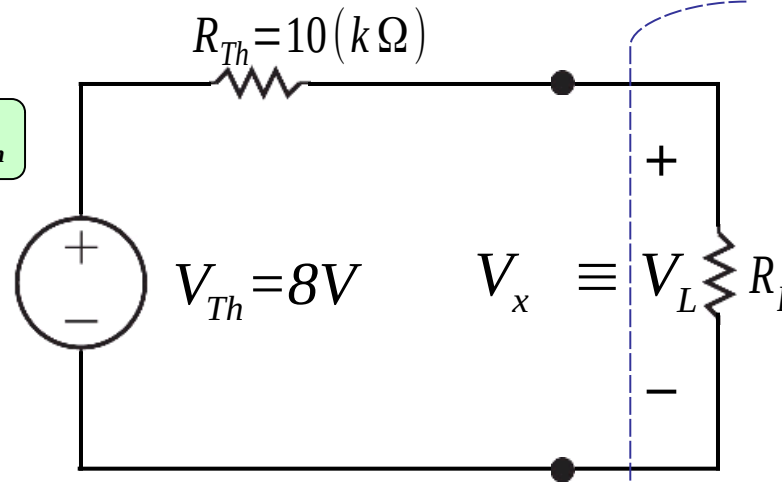 R_Th=10(kΩ)
+
+
V_Th=8V
V_x ≡ V_L
R
−
−